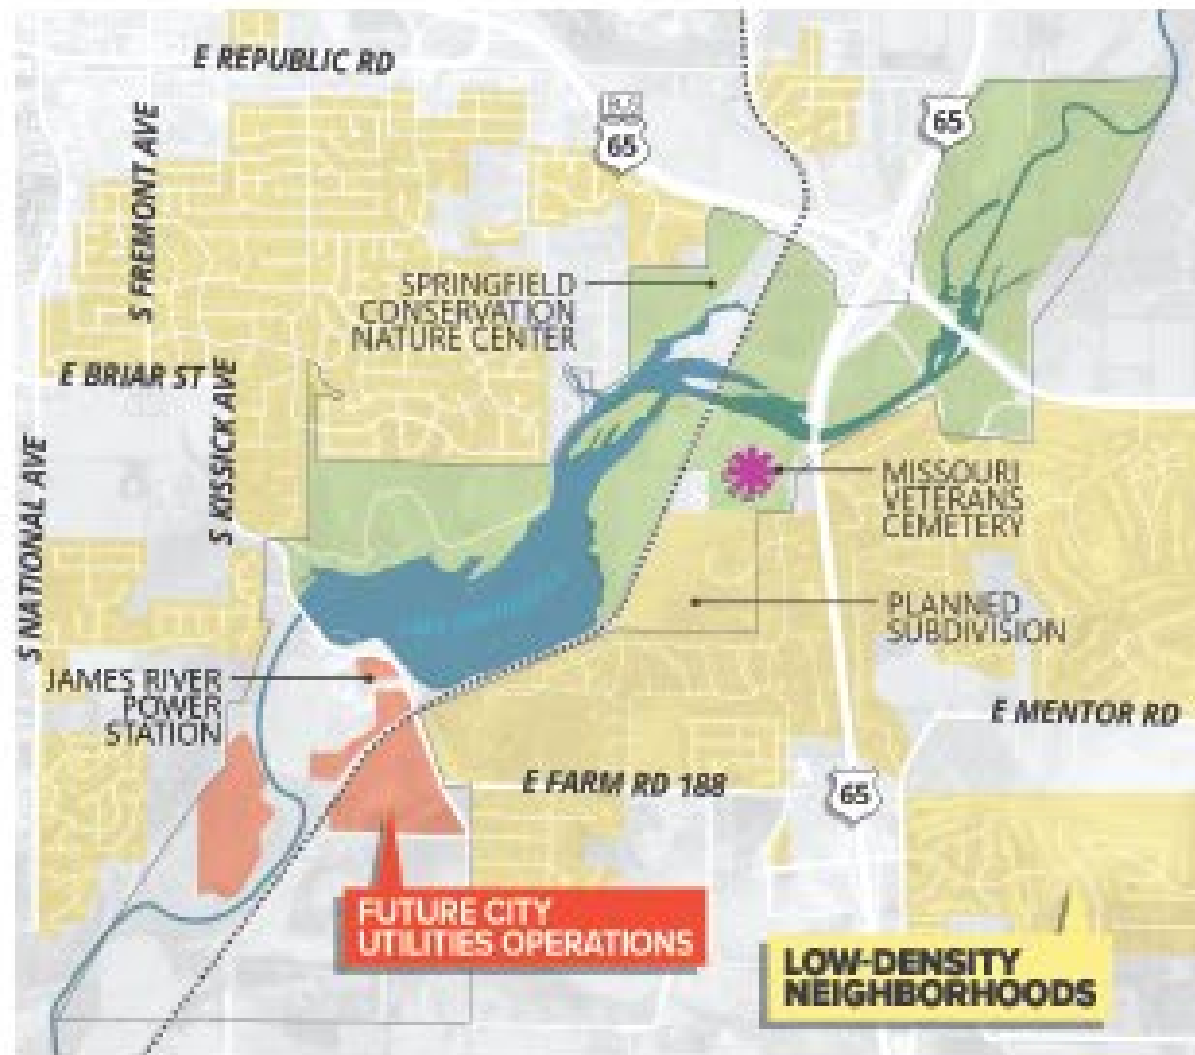 E REPUBLIC RD
S FREMONT AVE
65
65
SPRINGFIELD
CONSERVATION
NATURE CENTER
E BRIAR ST
S KISSICK AVE
S NATIONAL AVE
MISSOURI
VETERANS
CEMETERY
PLANNED
SUBDIVISION
JAMES RIVER
POWER
STATION
E MENTOR RD
E FARM RD 188
65
FUTURE CITY
UTILITIES OPERATIONS
LOW-DENSITY
NEIGHBORHOODS